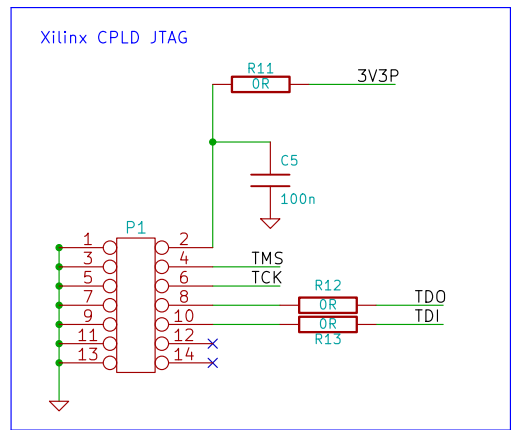 Xilinx CPLD JTAG
R11
0R
3V3P
C5
100n
P1
1 2
3 4
TMS
5 6
TCK
7 8
R12
0R
TDO
9 10
0R
TDI
R13
11 12
13 14